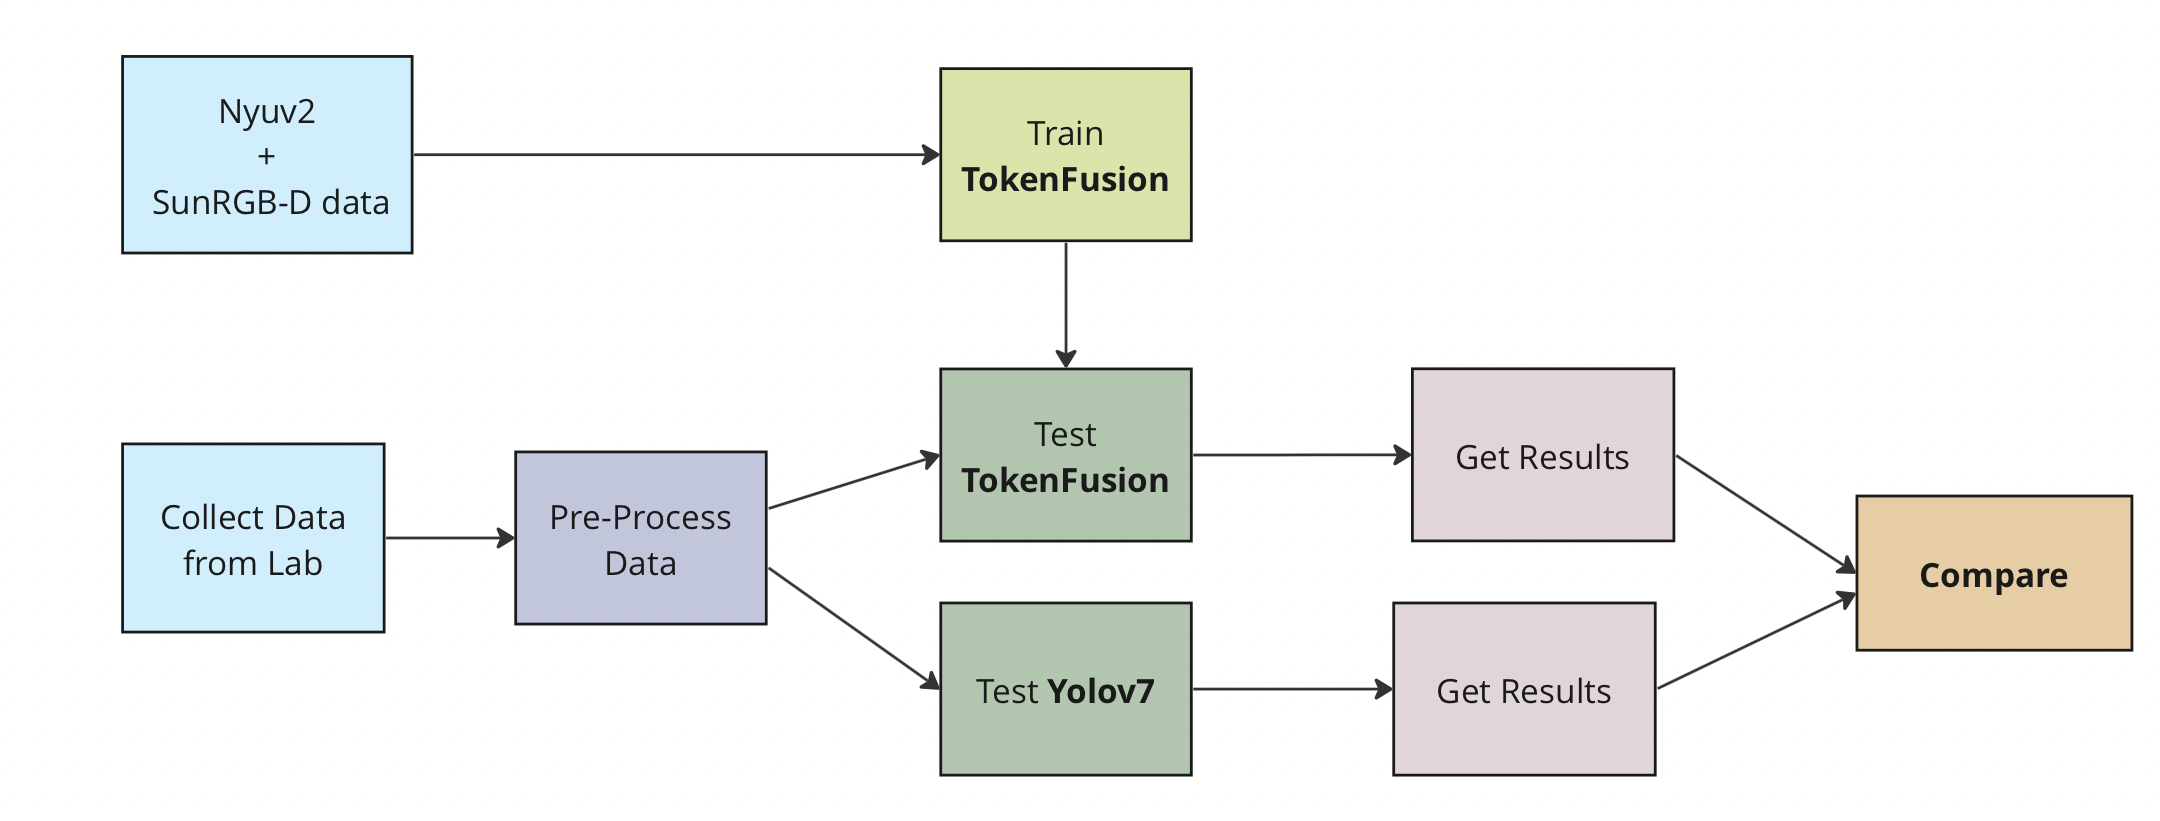 Nyuv2
+
SunRGB-D data
Train
TokenFusion
Collect Data
from Lab
Pre-Process
Data
Test
TokenFusion
Get Results
Test Yolov7
Get Results
Compare